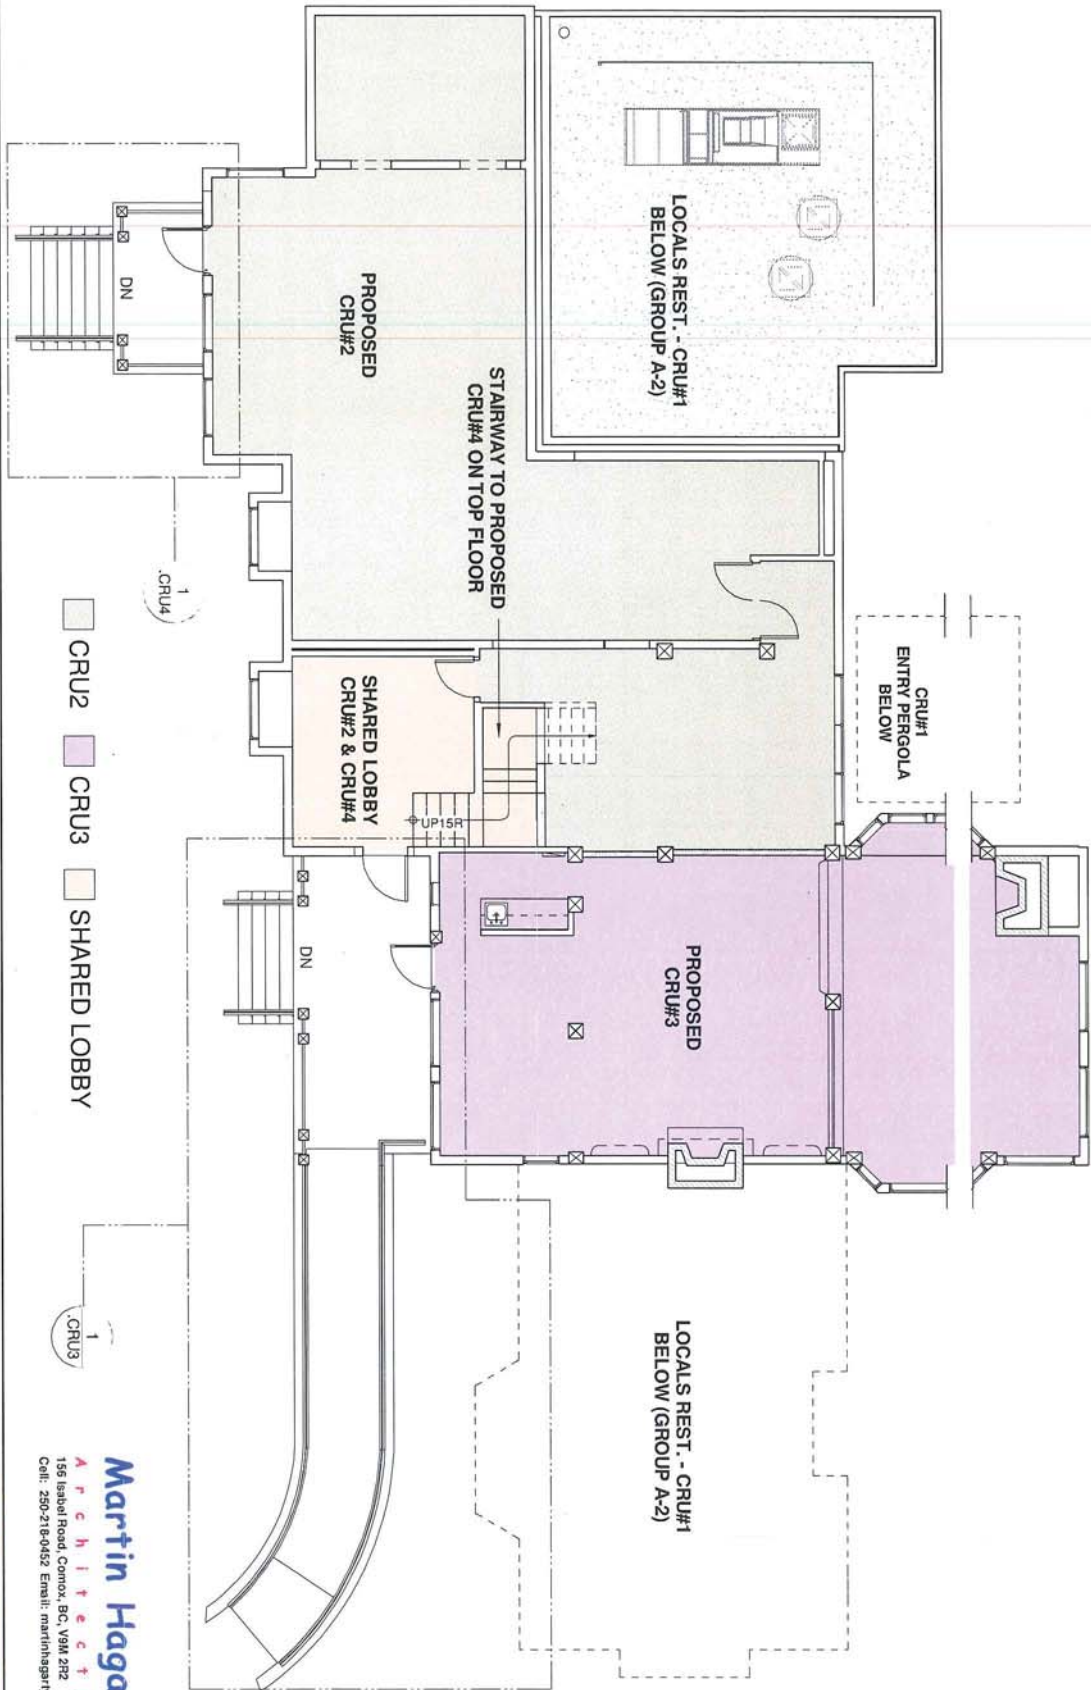 LOCALS REST. - CRU#1
BELOW (GROUP A-2)
CRU#1
ENTRY PERGOLA
BELOW
STAIRWAY TO PROPOSED
CRU#4 ON TOP FLOOR
PROPOSED
CRU#2
DN
SHARED LOBBY
CRU#2 & CRU#4
UP15R
PROPOSED
CRU#3
DN
LOCALS REST. - CRU#1
BELOW (GROUP A-2)
1
.CRU4
1
.CRU3
CRU2
CRU3
SHARED LOBBY
Martin Haga
Architect
156 Isabel Road, Comox, BC, V9M 2R2
Cell: 250-218-0452 Email: martinhagart